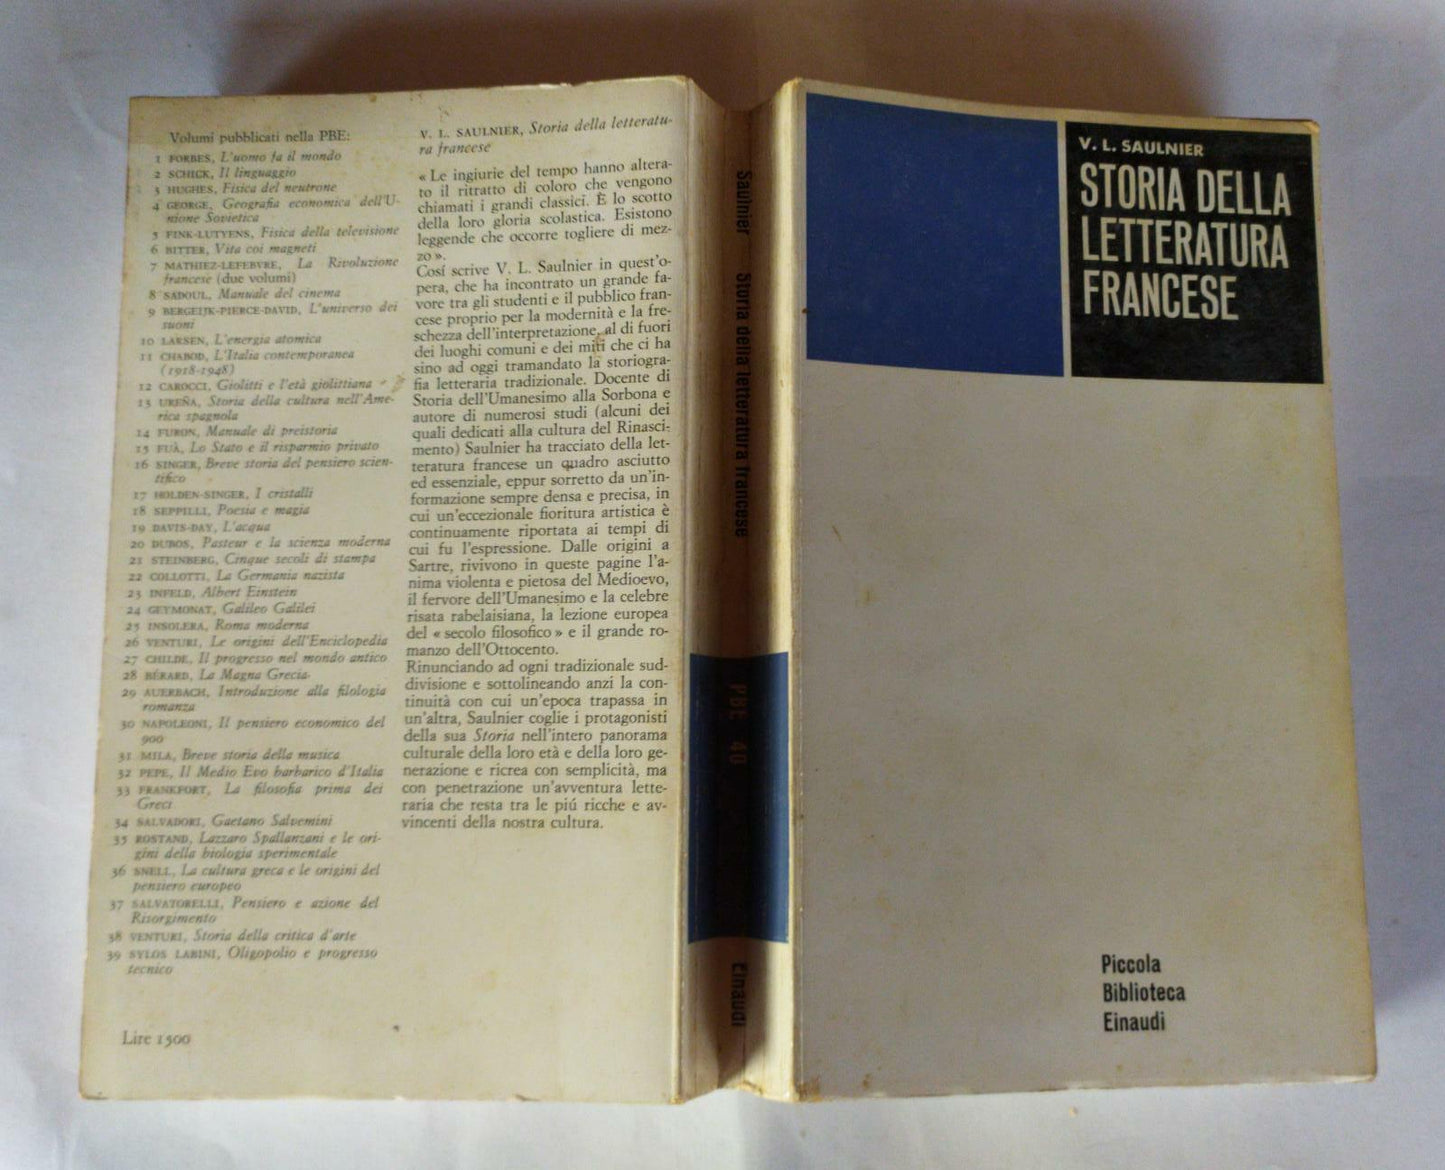 Volumi pubblicati nella PBE:
1 FORBES, L'uomo fa il mondo
2 SCHICK, Il linguaggio
3 HUGHES, Fisica del neutrone
4 GEORGE, Geografia economica dell'U-
nione Sovietica
5 FINK-LUTYENS, Fisica della televisione
6 BITTER, Vita coi magneti
7 MATHIEZ-LEFEBVRE, La Rivoluzione
francese (due volumi)
8 SADOUL, Manuale del cinema
9 BERGEIJK-PIERCE-DAVID, L'universo dei
suoni
10 LARSEN, L'energia atomica
11 CHABOD, L'Italia contemporanea
(1918-1948)
12 CAROCCI, Giolitti e l'età giolittiana
13 UREÑA, Storia della cultura nell'Ame-
rica spagnola
14 FURON, Manuale di preistoria
15 FUÀ, Lo Stato e il risparmio privato
16 SINGER, Breve storia del pensiero scien-
tifico
17 HOLDEN-SINGER, I cristalli
18 SEPPILLI, Poesia e magia
19 DAVIS-DAY, L'acqua
20 DUBOS, Pasteur e la scienza moderna
21 STEINBERG, Cinque secoli di stampa
22 COLLOTTI, La Germania nazista
23 INFELD, Albert Einstein
24 GEYMONAT, Galileo Galilei
25 INSOLERA, Roma moderna
26 VENTURI, Le origini dell'Enciclopedia
27 CHILDE, Il progresso nel mondo antico
28 BÉRARD, La Magna Grecia
29 AUERBACH, Introduzione alla filologia
romanza
30 NAPOLEONI, Il pensiero economico del
900
31 MILA, Breve storia della musica
32 PEPE, Il Medio Evo barbarico d'Italia
33 FRANKFORT, La filosofia prima dei
Greci
34 SALVADORI, Gaetano Salvemini
35 ROSTAND, Lazzaro Spallanzani e le ori-
gini della biologia sperimentale
36 SNELL, La cultura greca e le origini del
pensiero europeo
37 SALVATORELLI, Pensiero e azione del
Risorgimento
38 VENTURI, Storia della critica d'arte
39 SYLOS LABINI, Oligopolio e progresso
tecnico
Lire 1500
V. L. SAULNIER, Storia della letteratu-
ra francese
« Le ingiurie del tempo hanno altera-
to il ritratto di coloro che vengono
chiamati i grandi classici. È lo scotto
della loro gloria scolastica. Esistono
leggende che occorre togliere di mez-
zo ».
Cosí scrive V. L. Saulnier in quest'o-
pera, che ha incontrato un grande fa-
vore tra gli studenti e il pubblico fran-
cese proprio per la modernità e la fre-
schezza dell'interpretazione, al di fuori
dei luoghi comuni e dei miti che ci ha
sino ad oggi tramandato la storiogra-
fia letteraria tradizionale. Docente di
Storia dell'Umanesimo alla Sorbona e
autore di numerosi studi (alcuni dei
quali dedicati alla cultura del Rinasci-
mento) Saulnier ha tracciato della let-
teratura francese un quadro asciutto
ed essenziale, eppur sorretto da un'in-
formazione sempre densa e precisa, in
cui un'eccezionale fioritura artistica è
continuamente riportata ai tempi di
cui fu l'espressione. Dalle origini a
Sartre, rivivono in queste pagine l'a-
nima violenta e pietosa del Medioevo,
il fervore dell'Umanesimo e la celebre
risata rabelaisiana, la lezione europea
del « secolo filosofico » e il grande ro-
manzo dell'Ottocento.
Rinunciando ad ogni tradizionale sud-
divisione e sottolineando anzi la con-
tinuità con cui un'epoca trapassa in
un'altra, Saulnier coglie i protagonisti
della sua Storia nell'intero panorama
culturale della loro età e della loro ge-
nerazione e ricrea con semplicità, ma
con penetrazione un'avventura lette-
raria che resta tra le piú ricche e av-
vincenti della nostra cultura.
Saulnier Storia della letteratura francese
PBE 40
Einaudi
V. L. SAULNIER
STORIA DELLA
LETTERATURA
FRANCESE
Piccola
Biblioteca
Einaudi